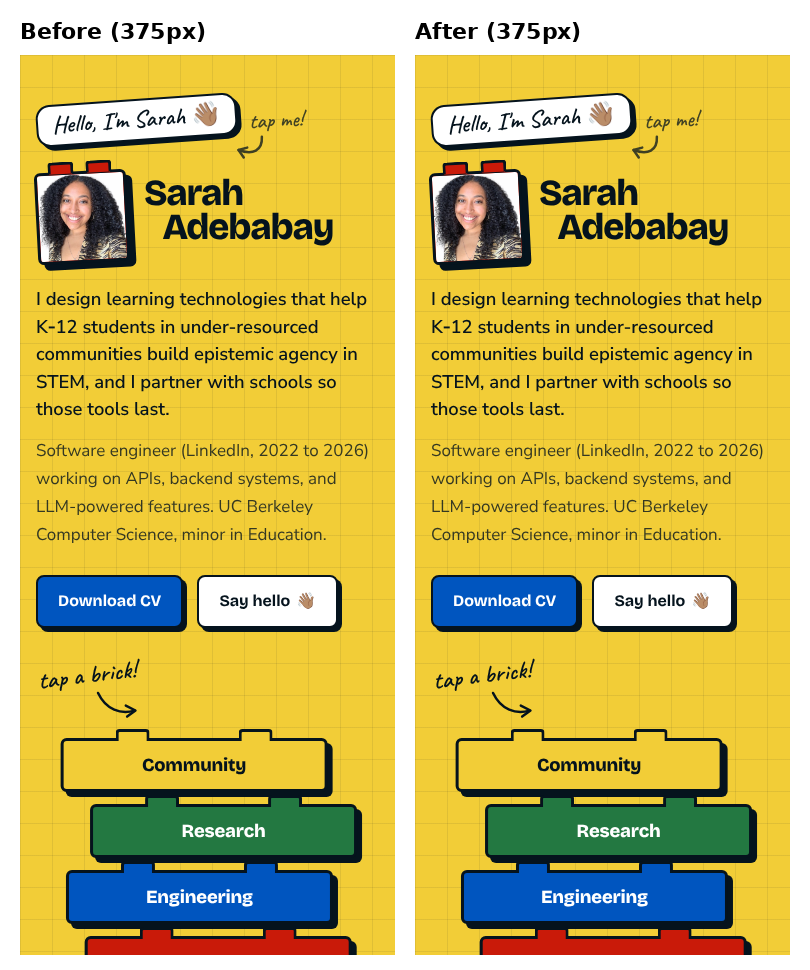 Before (375px)
Hello, I'm Sarah 👋🏽
tap me!
Sarah
Adebabay
I design learning technologies that help
K-12 students in under-resourced
communities build epistemic agency in
STEM, and I partner with schools so
those tools last.
Software engineer (LinkedIn, 2022 to 2026)
working on APIs, backend systems, and
LLM-powered features. UC Berkeley
Computer Science, minor in Education.
Download CV
Say hello 👋🏽
tap a brick!
Community
Research
Engineering
After (375px)
Hello, I'm Sarah 👋🏽
tap me!
Sarah
Adebabay
I design learning technologies that help
K-12 students in under-resourced
communities build epistemic agency in
STEM, and I partner with schools so
those tools last.
Software engineer (LinkedIn, 2022 to 2026)
working on APIs, backend systems, and
LLM-powered features. UC Berkeley
Computer Science, minor in Education.
Download CV
Say hello 👋🏽
tap a brick!
Community
Research
Engineering